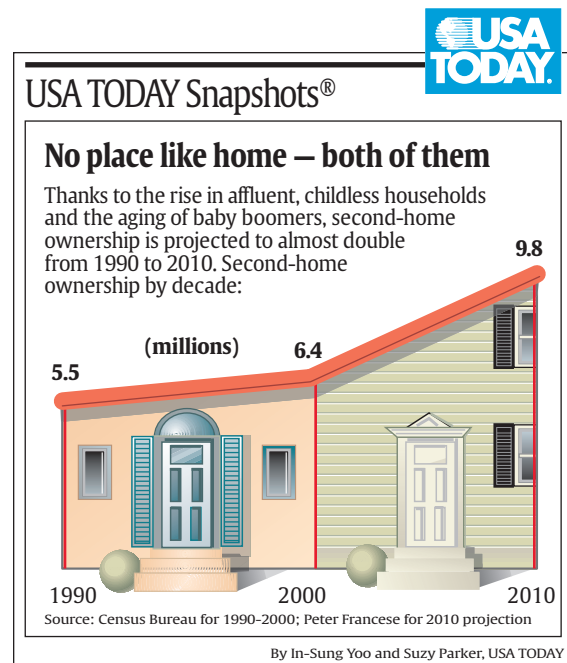 USA
TODAY.
USA TODAY Snapshots®
No place like home — both of them
Thanks to the rise in affluent, childless households
and the aging of baby boomers, second-home
ownership is projected to almost double
from 1990 to 2010. Second-home
ownership by decade:
9.8
(millions)
6.4
5.5
1990
2000
2010
Source: Census Bureau for 1990-2000; Peter Francese for 2010 projection
By In-Sung Yoo and Suzy Parker, USA TODAY